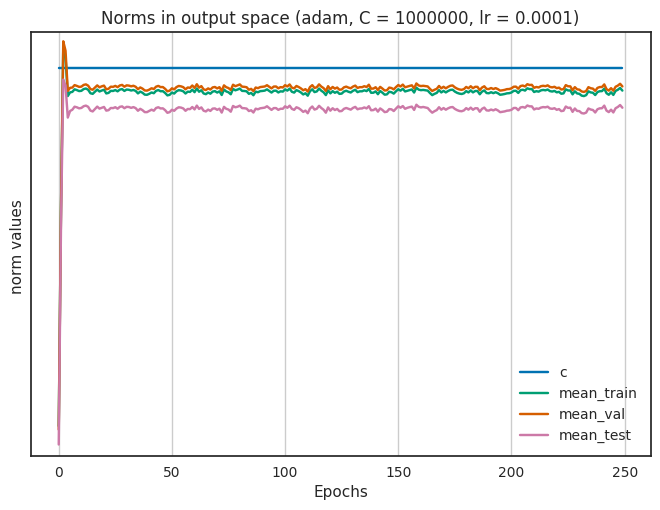 Norms in output space (adam, C = 1000000, lr = 0.0001)
norm values
c
mean_train
mean_val
mean_test
0 50 100 150 200 250
Epochs